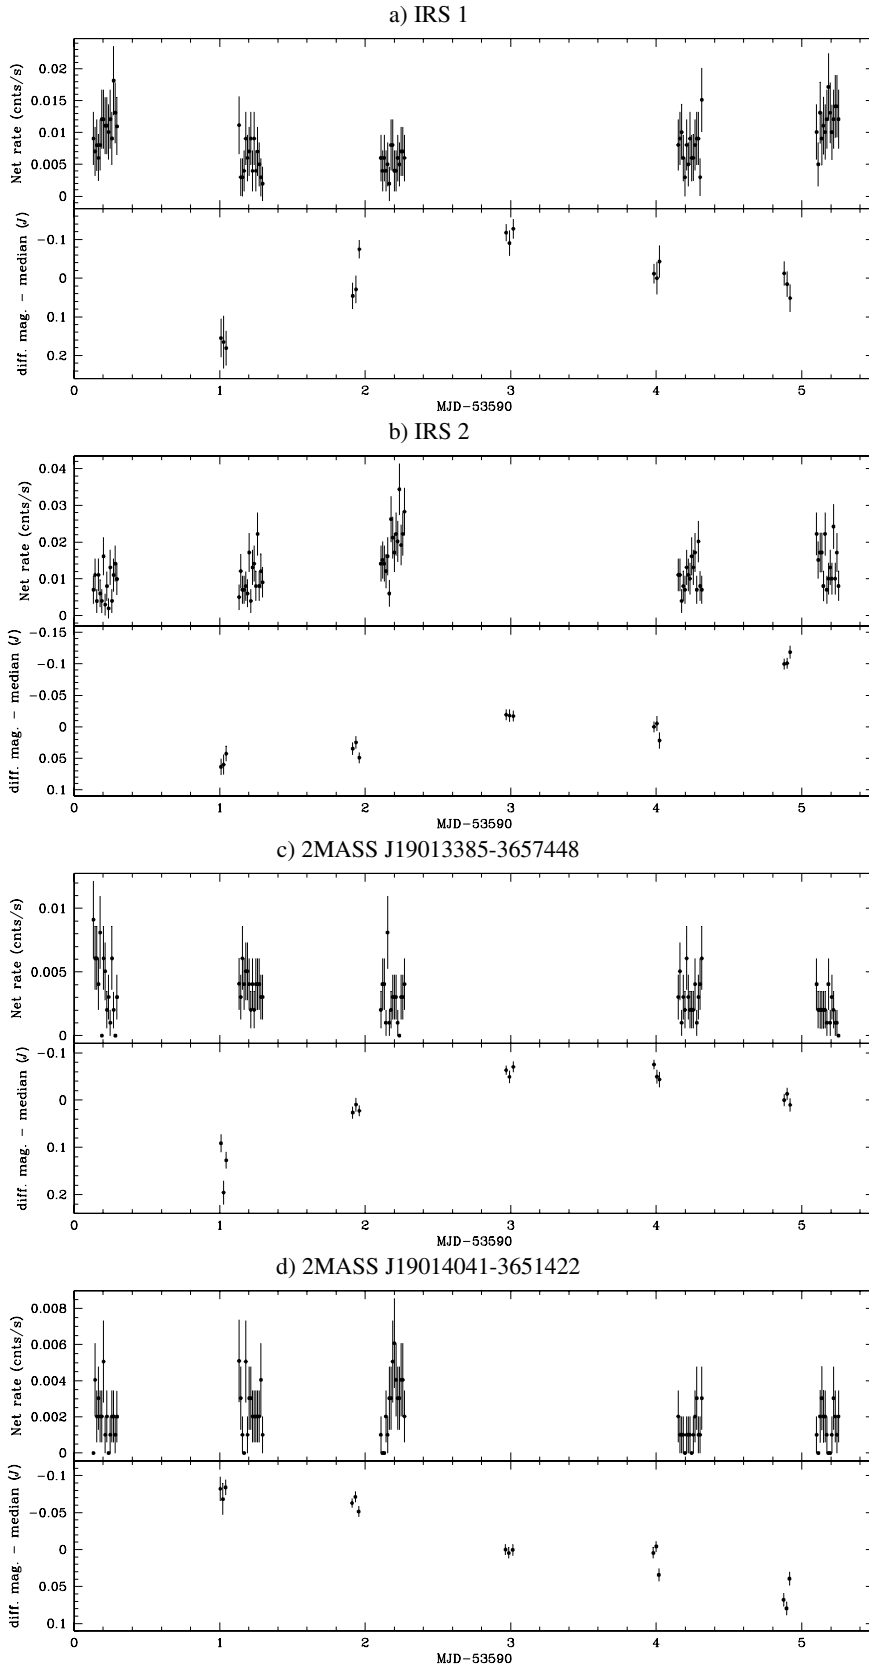 a) IRS 1
0.02
0.015
0.01
0.005
0
Net rate (cnts/s)
−0.1
0
0.1
0.2
diff. mag. − median (J)
0 1 2 3 4 5
MJD−53590
b) IRS 2
0.04
0.03
0.02
0.01
0
Net rate (cnts/s)
−0.15
−0.1
−0.05
0
0.05
0.1
diff. mag. − median (J)
0 1 2 3 4 5
MJD−53590
c) 2MASS J19013385-3657448
0.01
0.005
0
Net rate (cnts/s)
−0.1
0
0.1
0.2
diff. mag. − median (J)
0 1 2 3 4 5
MJD−53590
d) 2MASS J19014041-3651422
0.008
0.006
0.004
0.002
0
Net rate (cnts/s)
−0.1
−0.05
0
0.05
0.1
diff. mag. − median (J)
0 1 2 3 4 5
MJD−53590